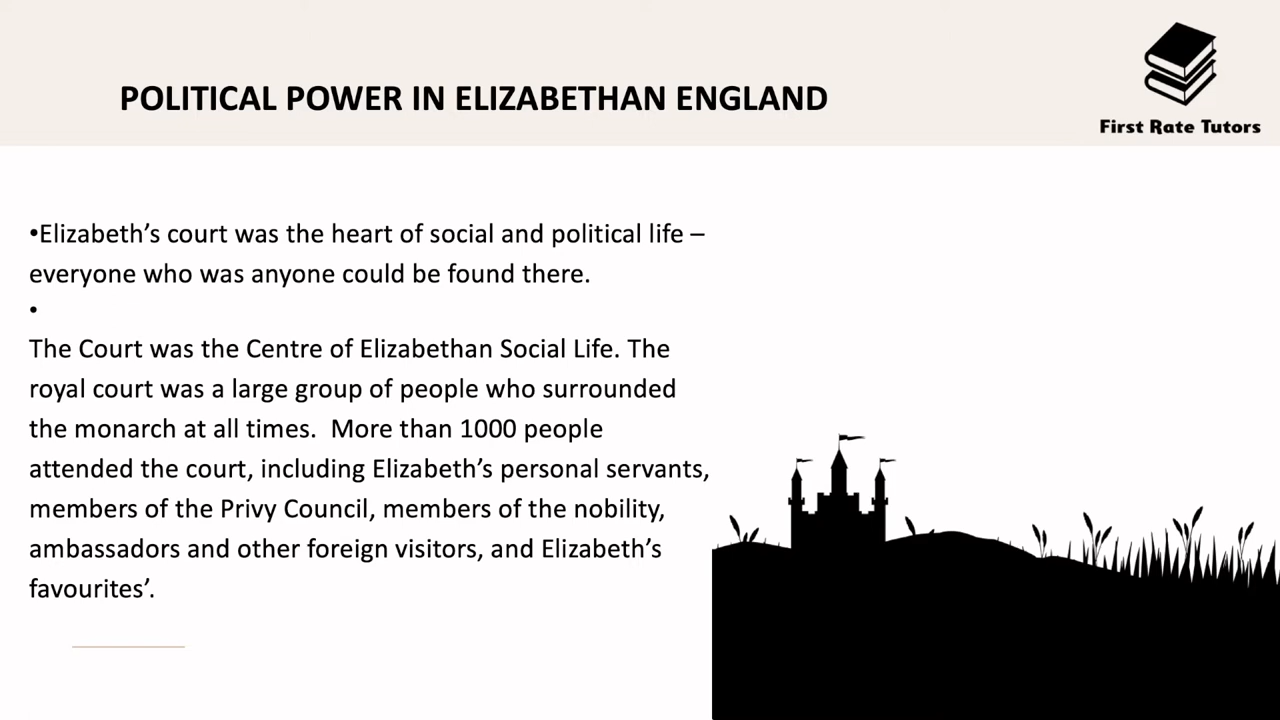 POLITICAL POWER IN ELIZABETHAN ENGLAND
First Rate Tutors
•Elizabeth’s court was the heart of social and political life –
everyone who was anyone could be found there.
•
The Court was the Centre of Elizabethan Social Life. The
royal court was a large group of people who surrounded
the monarch at all times.  More than 1000 people
attended the court, including Elizabeth’s personal servants,
members of the Privy Council, members of the nobility,
ambassadors and other foreign visitors, and Elizabeth’s
favourites’.